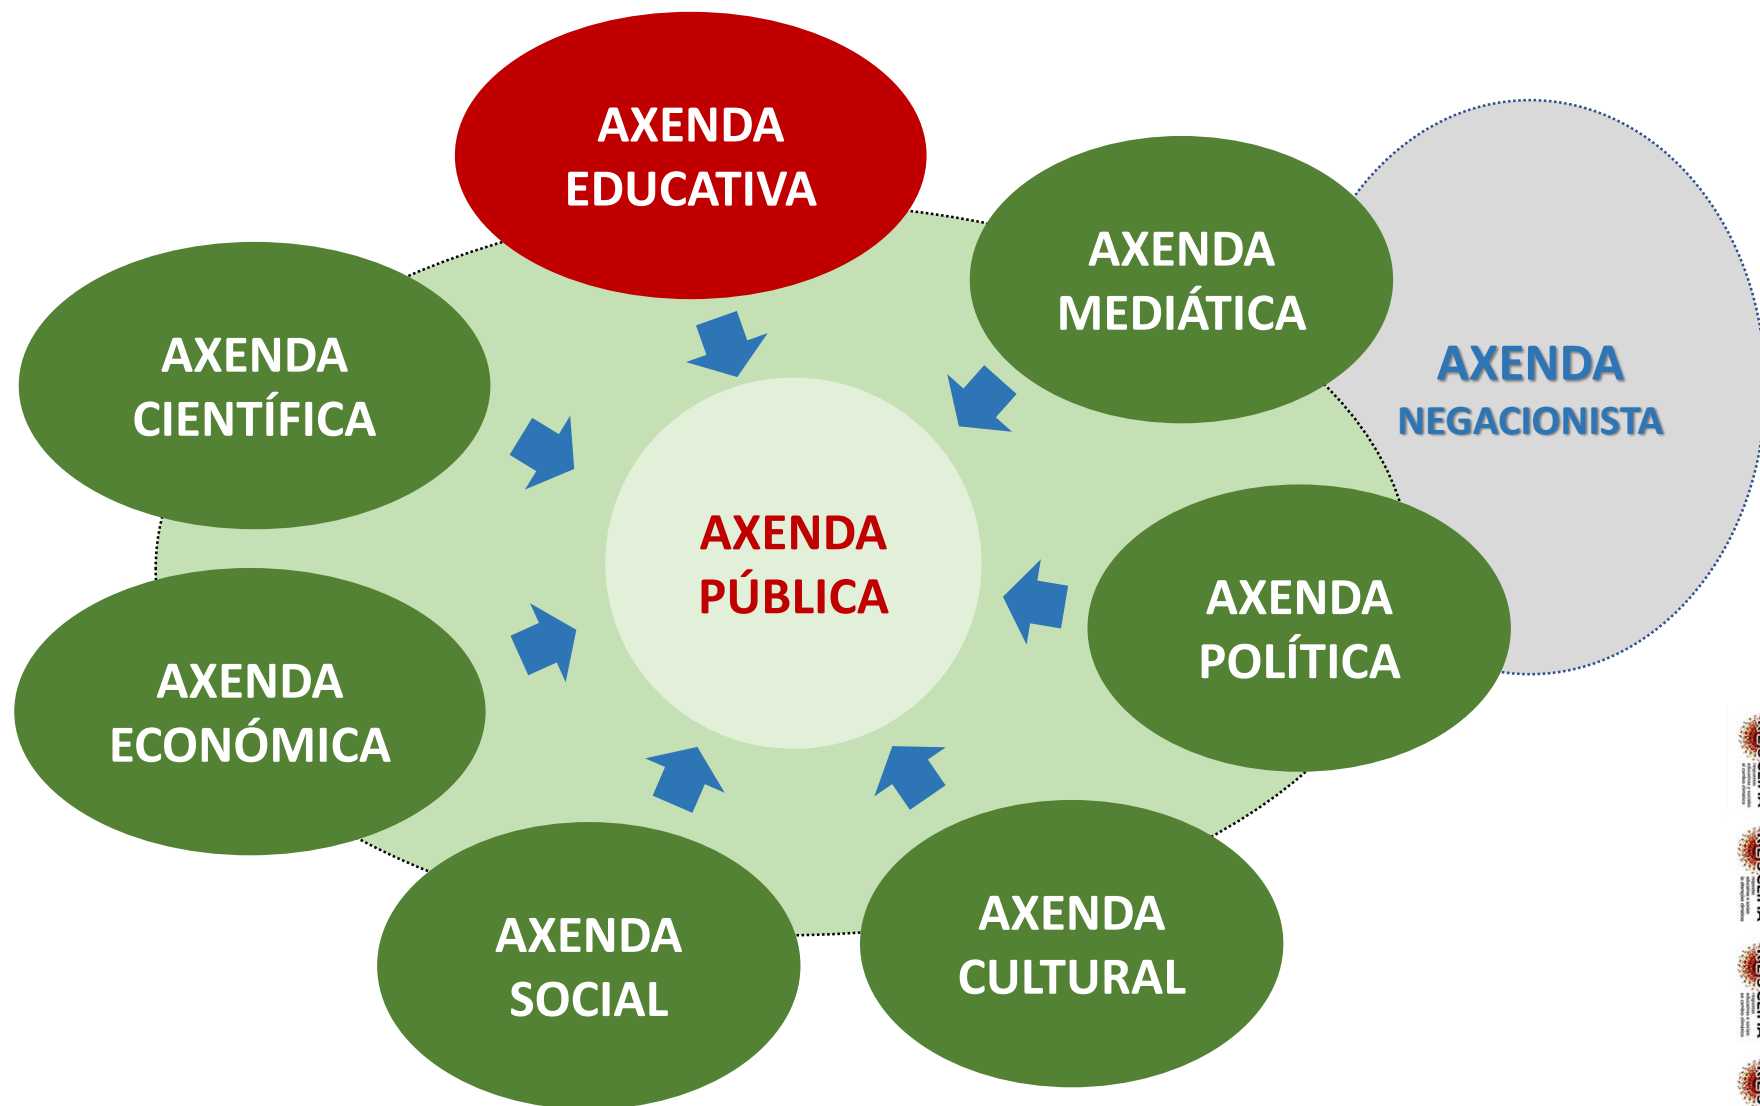 AXENDA
EDUCATIVA
AXENDA
MEDIÁTICA
AXENDA
CIENTÍFICA
AXENDA
NEGACIONISTA
AXENDA
PÚBLICA
AXENDA
POLÍTICA
AXENDA
ECONÓMICA
AXENDA
SOCIAL
AXENDA
CULTURAL